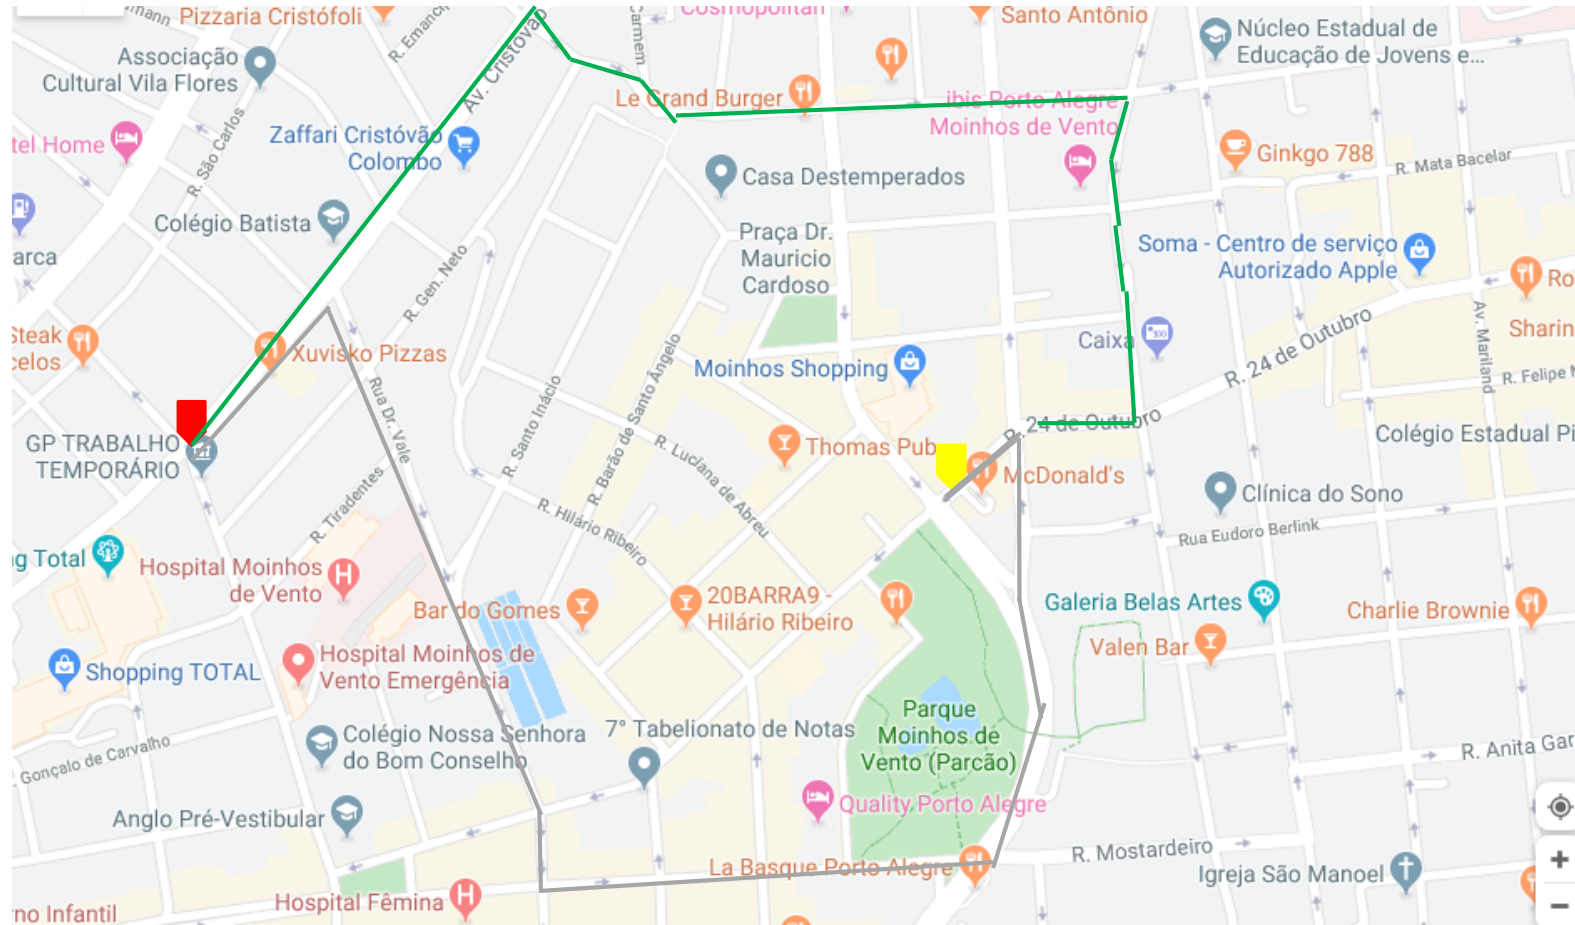 Pizzaria Cristófoli
R. Emancip
Av. Cristóvão
Carmem
Cosmopolitan
Santo Antônio
Núcleo Estadual de
Educação de Jovens e...
Associação
Cultural Vila Flores
Le Grand Burger
ibis Porto Alegre
Moinhos de Vento
tel Home
R. São Carlos
Zaffari Cristóvão
Colombo
Ginkgo 788
R. Mata Bacelar
Casa Destemperados
Colégio Batista
Praça Dr.
Mauricio
Cardoso
Soma - Centro de serviço
Autorizado Apple
arca
R. Gen. Neto
Ro
Steak
celos
Xuvisko Pizzas
Caixa
R. 24 de Outubro
Av. Mariland
Sharin
Moinhos Shopping
R. Felipe N
Rua Dr. Vale
R. Santo Inácio
R. Barão de Santo Ângelo
R. 24 de Outubro
GP TRABALHO
TEMPORÁRIO
Thomas Pub
McDonald's
Colégio Estadual Pi
R. Luciana de Abreu
R. Tiradentes
R. Hilário Ribeiro
Clínica do Sono
Rua Eudoro Berlink
ng Total
Hospital Moinhos
de Vento
Bar do Gomes
20BARRA9 -
Hilário Ribeiro
Galeria Belas Artes
Charlie Brownie
Valen Bar
Shopping TOTAL
Hospital Moinhos de
Vento Emergência
Parque
Moinhos de
Vento (Parcão)
Colégio Nossa Senhora
do Bom Conselho
7° Tabelionato de Notas
Gonçalo de Carvalho
R. Anita Gar
Quality Porto Alegre
Anglo Pré-Vestibular
La Basque Porto Alegre
R. Mostardeiro
Igreja São Manoel
Hospital Fêmina
no Infantil